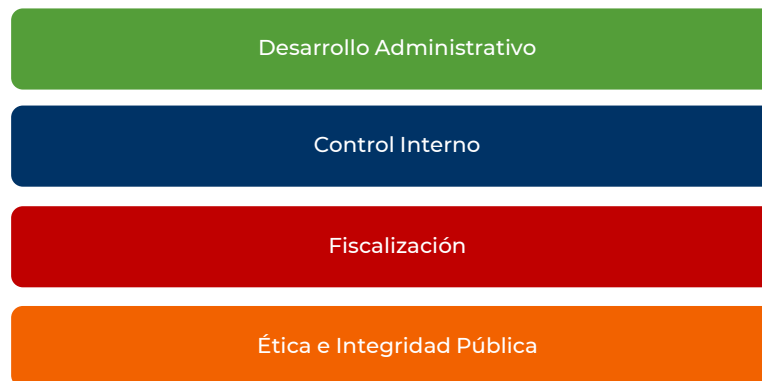 Desarrollo Administrativo
Control Interno
Fiscalización
Ética e Integridad Pública